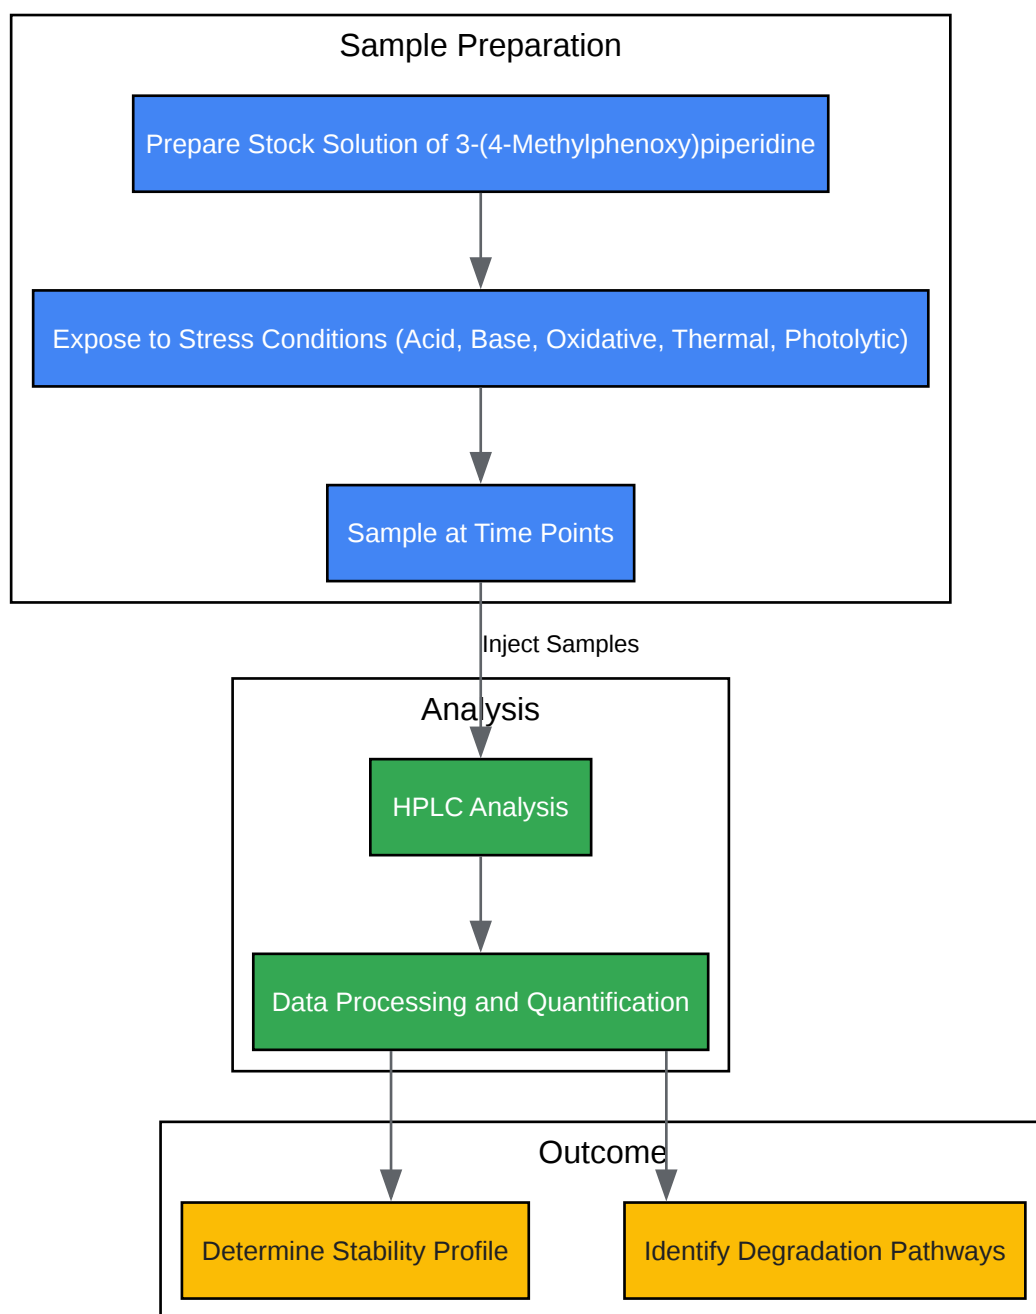 Sample Preparation
Prepare Stock Solution of 3-(4-Methylphenoxy)piperidine
Expose to Stress Conditions (Acid, Base, Oxidative, Thermal, Photolytic)
Sample at Time Points
Inject Samples
Analysis
HPLC Analysis
Data Processing and Quantification
Outcome
Determine Stability Profile
Identify Degradation Pathways